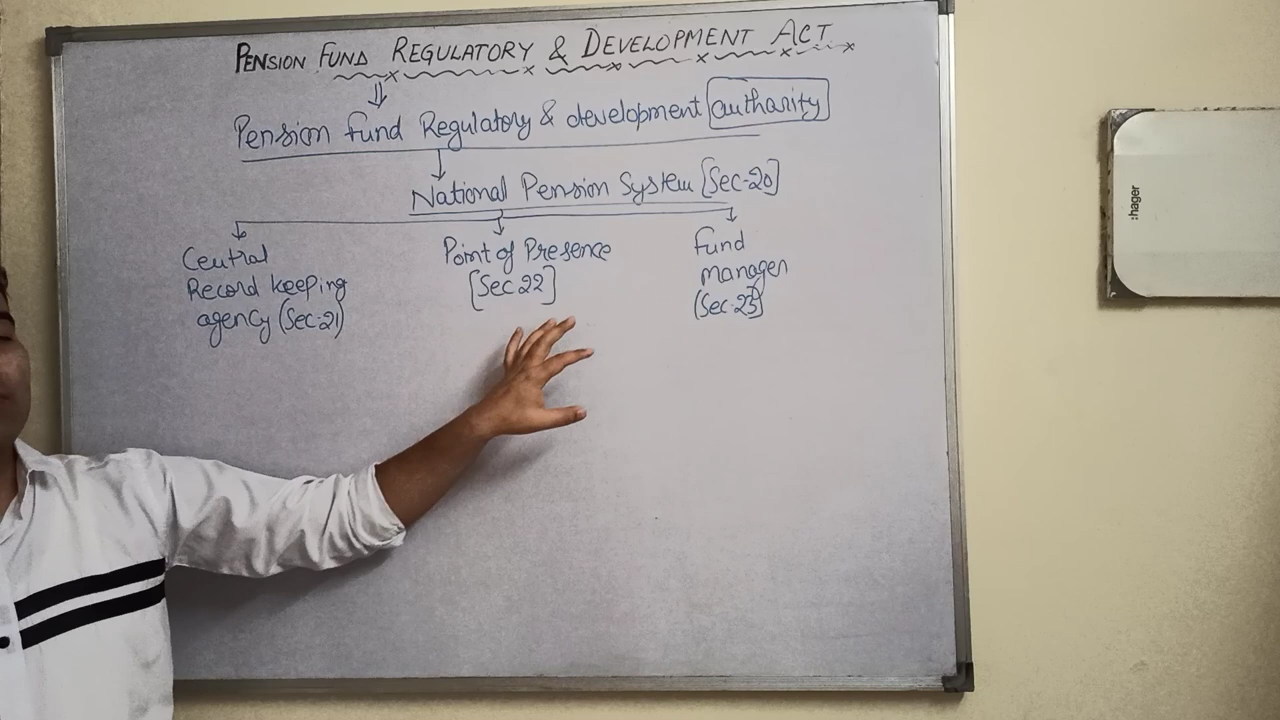 PENSION FUND REGULATORY & DEVELOPMENT ACT
Pension fund Regulatory & development authority
National Pension System [Sec-20]
Central
Record keeping
agency (Sec-21)
Point of Presence
[Sec 22]
Fund
manager
(Sec-23)
:hager